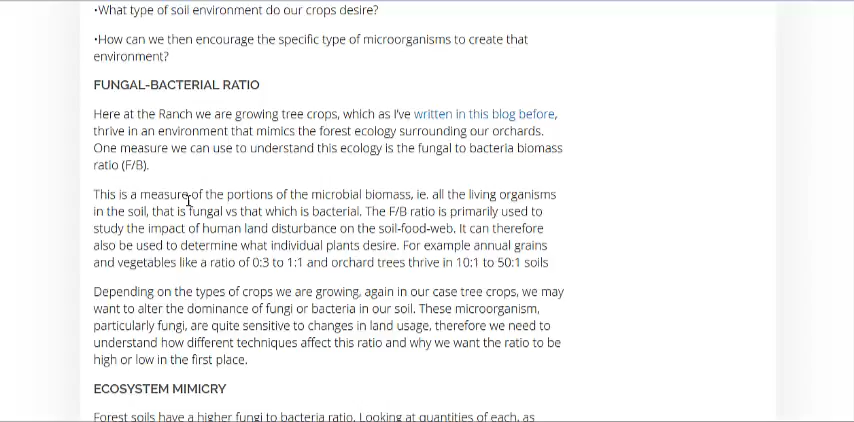 •What type of soil environment do our crops desire?
•How can we then encourage the specific type of microorganisms to create that
environment?
FUNGAL-BACTERIAL RATIO
Here at the Ranch we are growing tree crops, which as I've written in this blog before,
thrive in an environment that mimics the forest ecology surrounding our orchards.
One measure we can use to understand this ecology is the fungal to bacteria biomass
ratio (F/B).
This is a measure of the portions of the microbial biomass, ie. all the living organisms
in the soil, that is fungal vs that which is bacterial. The F/B ratio is primarily used to
study the impact of human land disturbance on the soil-food-web. It can therefore
also be used to determine what individual plants desire. For example annual grains
and vegetables like a ratio of 0:3 to 1:1 and orchard trees thrive in 10:1 to 50:1 soils
Depending on the types of crops we are growing, again in our case tree crops, we may
want to alter the dominance of fungi or bacteria in our soil. These microorganism,
particularly fungi, are quite sensitive to changes in land usage, therefore we need to
understand how different techniques affect this ratio and why we want the ratio to be
high or low in the first place.
ECOSYSTEM MIMICRY
Forest soils have a higher fungi to bacteria ratio. Looking at quantities of each, as